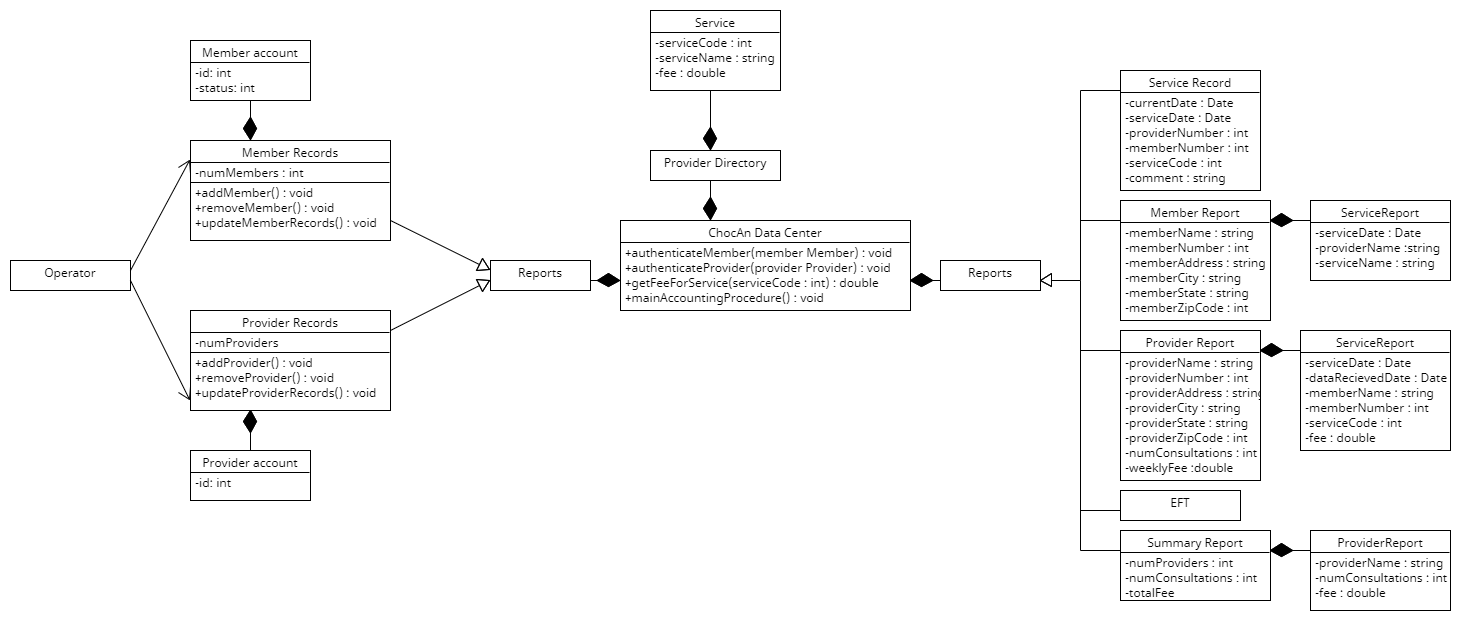 Service
-serviceCode : int
-serviceName : string
-fee : double
Member account
-id: int
-status: int
Service Record
-currentDate : Date
-serviceDate : Date
-providerNumber : int
-memberNumber : int
-serviceCode : int
-comment : string
Member Records
-numMembers : int
+addMember() : void
+removeMember() : void
+updateMemberRecords() : void
Provider Directory
Member Report
-memberName : string
-memberNumber : int
-memberAddress : string
-memberCity : string
-memberState : string
-memberZipCode : int
ServiceReport
-serviceDate : Date
-providerName :string
-serviceName : string
ChocAn Data Center
+authenticateMember(member Member) : void
+authenticateProvider(provider Provider) : void
+getFeeForService(serviceCode : int) : double
+mainAccountingProcedure() : void
Operator
Reports
Reports
Provider Records
-numProviders
+addProvider() : void
+removeProvider() : void
+updateProviderRecords() : void
Provider Report
-providerName : string
-providerNumber : int
-providerAddress : string
-providerCity : string
-providerState : string
-providerZipCode : int
-numConsultations : int
-weeklyFee :double
ServiceReport
-serviceDate : Date
-dataRecievedDate : Date
-memberName : string
-memberNumber : int
-serviceCode : int
-fee : double
Provider account
-id: int
EFT
Summary Report
-numProviders : int
-numConsultations : int
-totalFee
ProviderReport
-providerName : string
-numConsultations : int
-fee : double